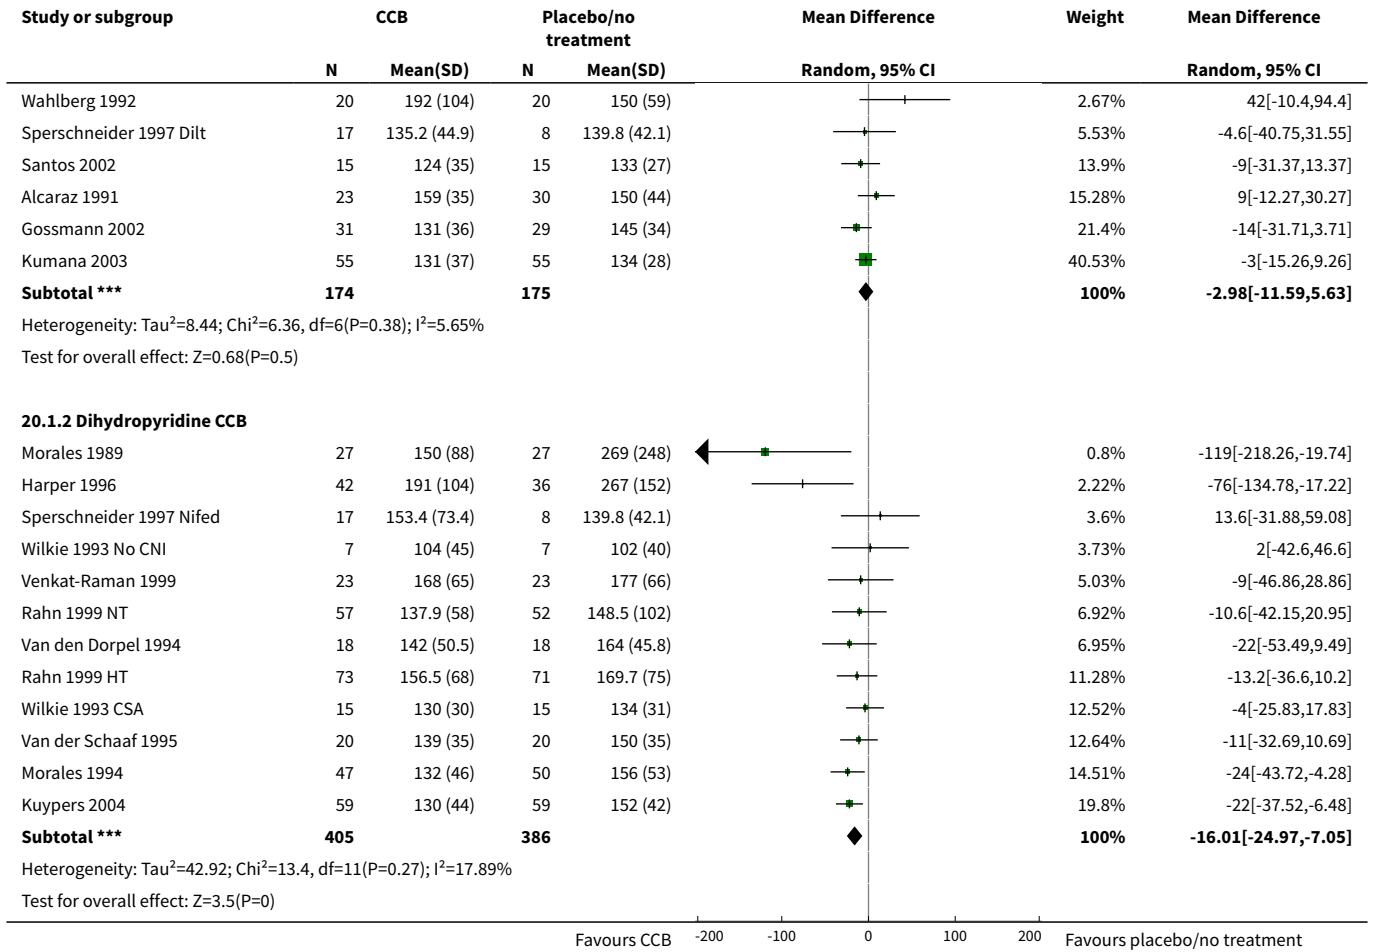 Study or subgroup CCB Placebo/no treatment Mean Difference Weight Mean Difference
N Mean(SD) N Mean(SD) Random, 95% CI Random, 95% CI
Wahlberg 1992 20 192 (104) 20 150 (59) 2.67% 42[-10.4,94.4]
Sperschneider 1997 Dilt 17 135.2 (44.9) 8 139.8 (42.1) 5.53% -4.6[-40.75,31.55]
Santos 2002 15 124 (35) 15 133 (27) 13.9% -9[-31.37,13.37]
Alcaraz 1991 23 159 (35) 30 150 (44) 15.28% 9[-12.27,30.27]
Gossmann 2002 31 131 (36) 29 145 (34) 21.4% -14[-31.71,3.71]
Kumana 2003 55 131 (37) 55 134 (28) 40.53% -3[-15.26,9.26]
Subtotal *** 174 175 100% -2.98[-11.59,5.63]
Heterogeneity: Tau²=8.44; Chi²=6.36, df=6(P=0.38); I²=5.65%
Test for overall effect: Z=0.68(P=0.5)
20.1.2 Dihydropyridine CCB
Morales 1989 27 150 (88) 27 269 (248) 0.8% -119[-218.26,-19.74]
Harper 1996 42 191 (104) 36 267 (152) 2.22% -76[-134.78,-17.22]
Sperschneider 1997 Nifed 17 153.4 (73.4) 8 139.8 (42.1) 3.6% 13.6[-31.88,59.08]
Wilkie 1993 No CNI 7 104 (45) 7 102 (40) 3.73% 2[-42.6,46.6]
Venkat-Raman 1999 23 168 (65) 23 177 (66) 5.03% -9[-46.86,28.86]
Rahn 1999 NT 57 137.9 (58) 52 148.5 (102) 6.92% -10.6[-42.15,20.95]
Van den Dorpel 1994 18 142 (50.5) 18 164 (45.8) 6.95% -22[-53.49,9.49]
Rahn 1999 HT 73 156.5 (68) 71 169.7 (75) 11.28% -13.2[-36.6,10.2]
Wilkie 1993 CSA 15 130 (30) 15 134 (31) 12.52% -4[-25.83,17.83]
Van der Schaaf 1995 20 139 (35) 20 150 (35) 12.64% -11[-32.69,10.69]
Morales 1994 47 132 (46) 50 156 (53) 14.51% -24[-43.72,-4.28]
Kuypers 2004 59 130 (44) 59 152 (42) 19.8% -22[-37.52,-6.48]
Subtotal *** 405 386 100% -16.01[-24.97,-7.05]
Heterogeneity: Tau²=42.92; Chi²=13.4, df=11(P=0.27); I²=17.89%
Test for overall effect: Z=3.5(P=0)
Favours CCB -200 -100 0 100 200 Favours placebo/no treatment